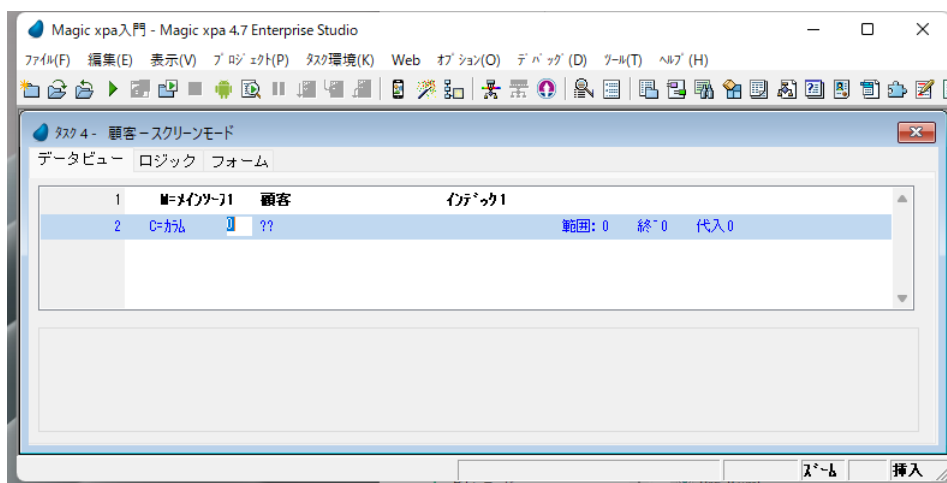 Magic xpa入門 - Magic xpa 4.7 Enterprise Studio
ﾌｧｲﾙ(F) 編集(E) 表示(V) ﾌﾟﾛｼﾞｪｸﾄ(P) ﾀｽｸ環境(K) Web ｵﾌﾟｼｮﾝ(O) ﾃﾞﾊﾞｯｸﾞ(D) ﾂｰﾙ(T) ﾍﾙﾌﾟ(H)
ﾀｽｸ 4 - 顧客－スクリーンモード
データビュー ロジック フォーム
1 M=ﾒｲﾝｿｰｽ 1 顧客 ｲﾝﾃﾞｯｸ 1
2 C=ｶﾗﾑ 0 ?? 範囲: 0 終ﾞ 0 代入 0
ｽﾞｰﾑ 挿入